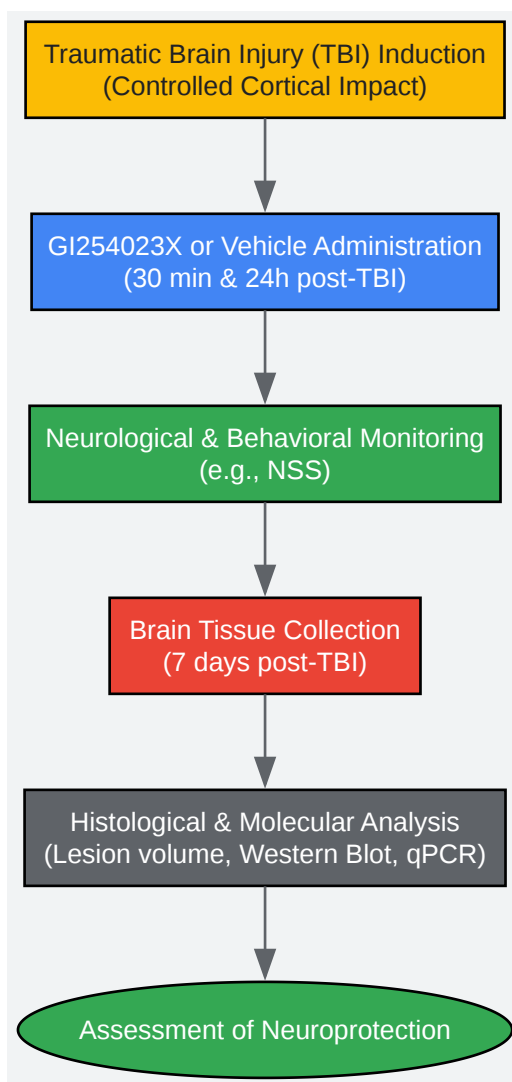 Traumatic Brain Injury (TBI) Induction
(Controlled Cortical Impact)
GI254023X or Vehicle Administration
(30 min & 24h post-TBI)
Neurological & Behavioral Monitoring
(e.g., NSS)
Brain Tissue Collection
(7 days post-TBI)
Histological & Molecular Analysis
(Lesion volume, Western Blot, qPCR)
Assessment of Neuroprotection